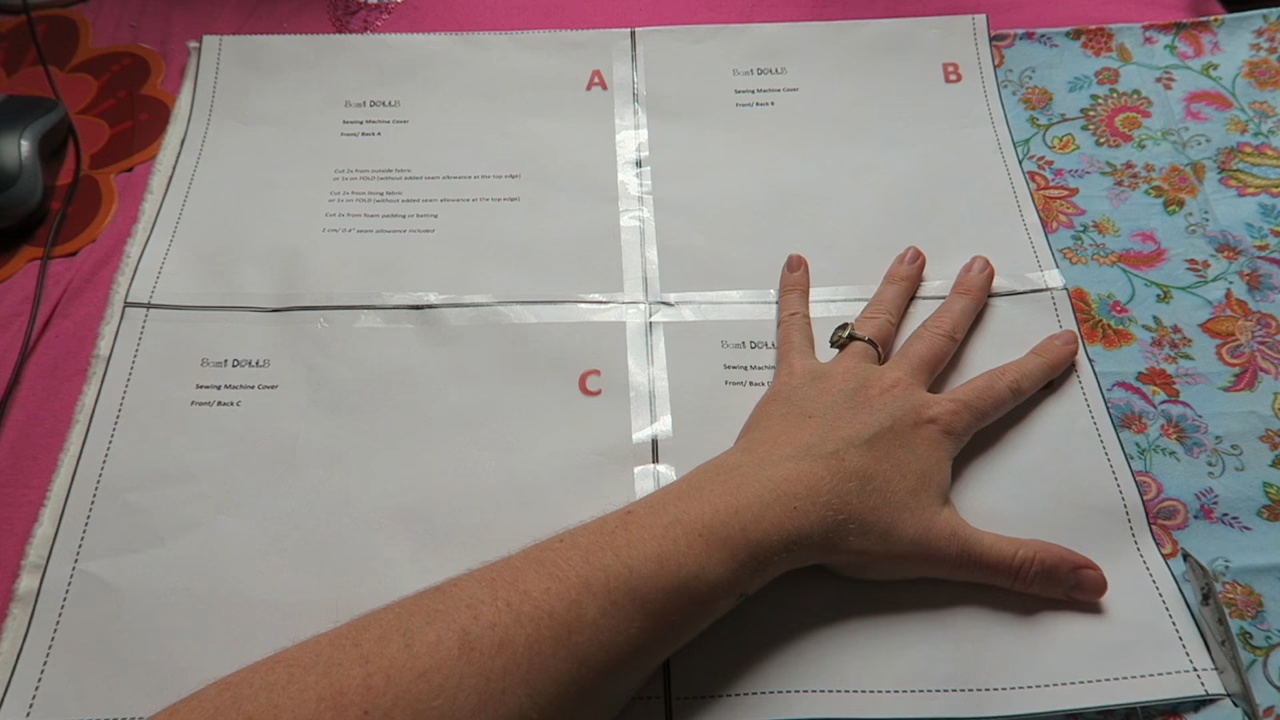 A
Sami DOLLS
Sewing Machine Cover
Front/ Back A
Cut 2x from outside fabric
or 1x on FOLD (without added seam allowance at the top edge)
Cut 2x from lining fabric
or 1x on FOLD (without added seam allowance at the top edge)
Cut 2x from foam padding or batting
1 cm/ 0.4" seam allowance included
B
Sami DOLLS
Sewing Machine Cover
Front/ Back B
C
Sami DOLLS
Sewing Machine Cover
Front/ Back C
Sami DOLL
Sewing Machin
Front/ Back